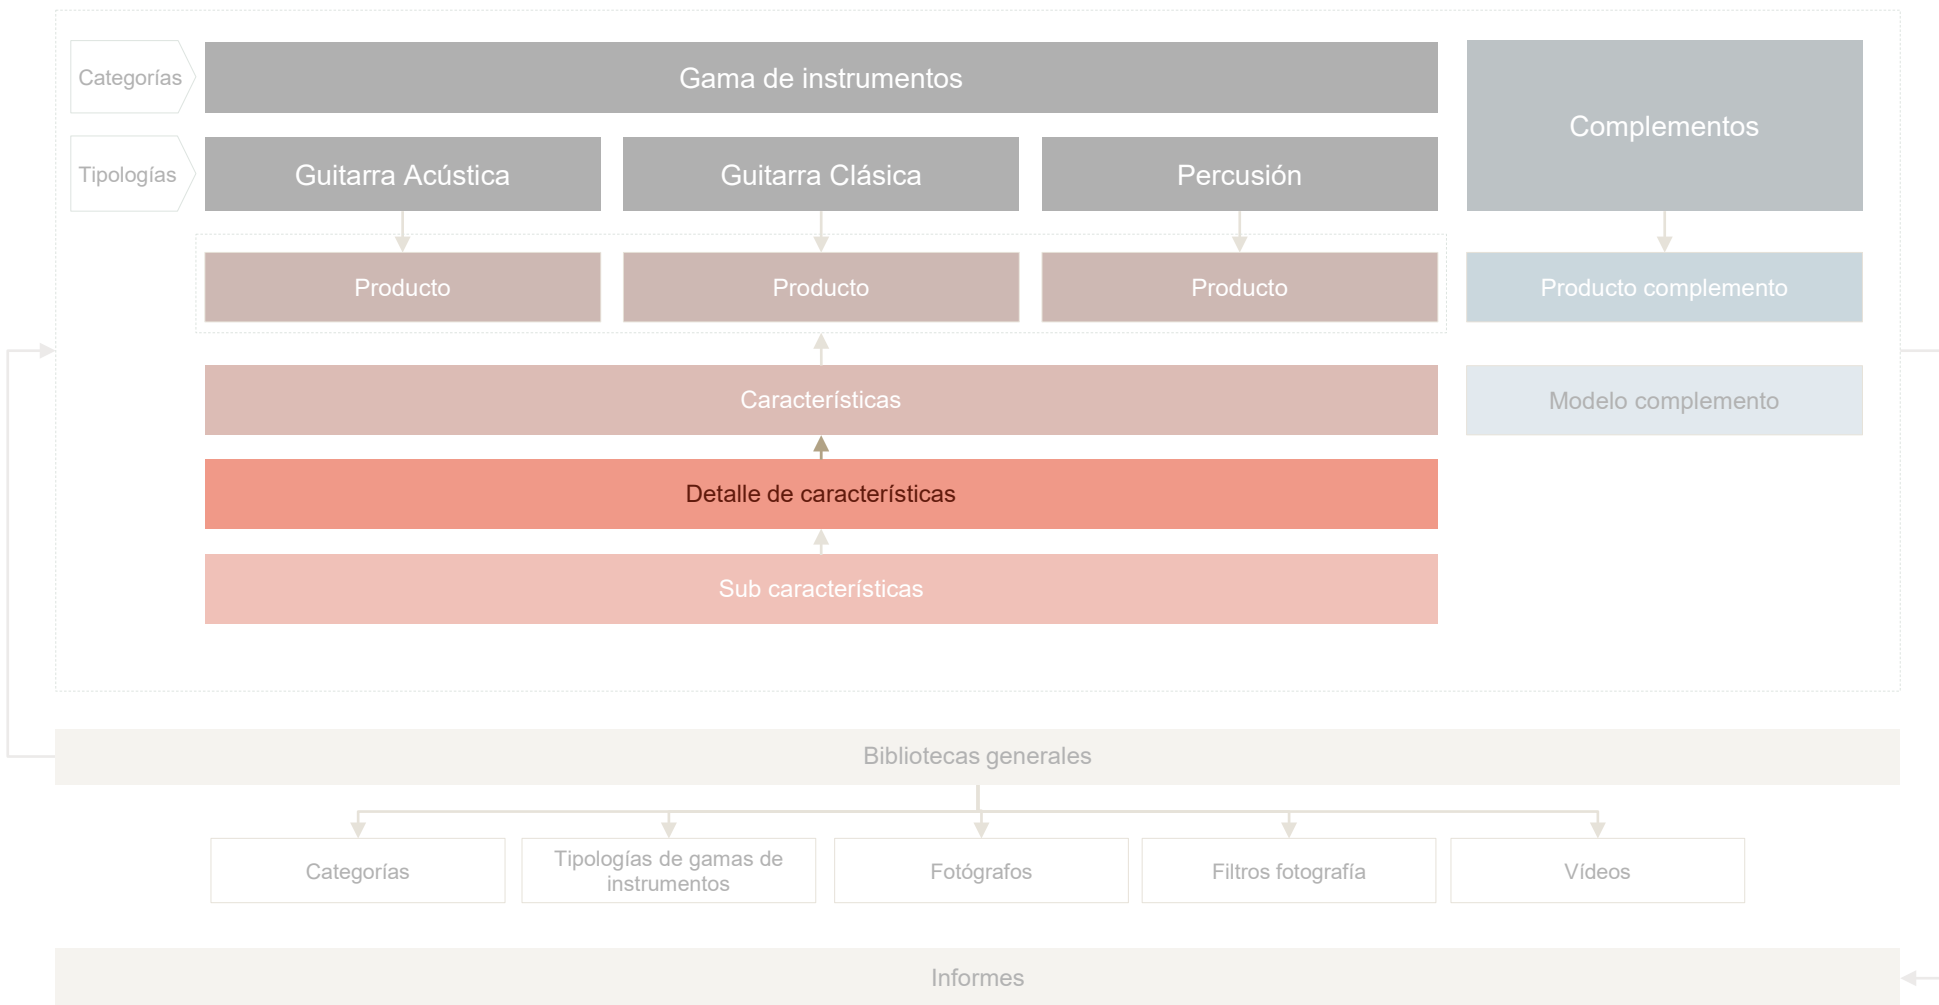 Categorías
Gama de instrumentos
Complementos
Tipologías
Guitarra Acústica
Guitarra Clásica
Percusión
Producto
Producto
Producto
Producto complemento
Características
Modelo complemento
Detalle de características
Sub características
Bibliotecas generales
Categorías
Tipologías de gamas de
instrumentos
Fotógrafos
Filtros fotografía
Vídeos
Informes